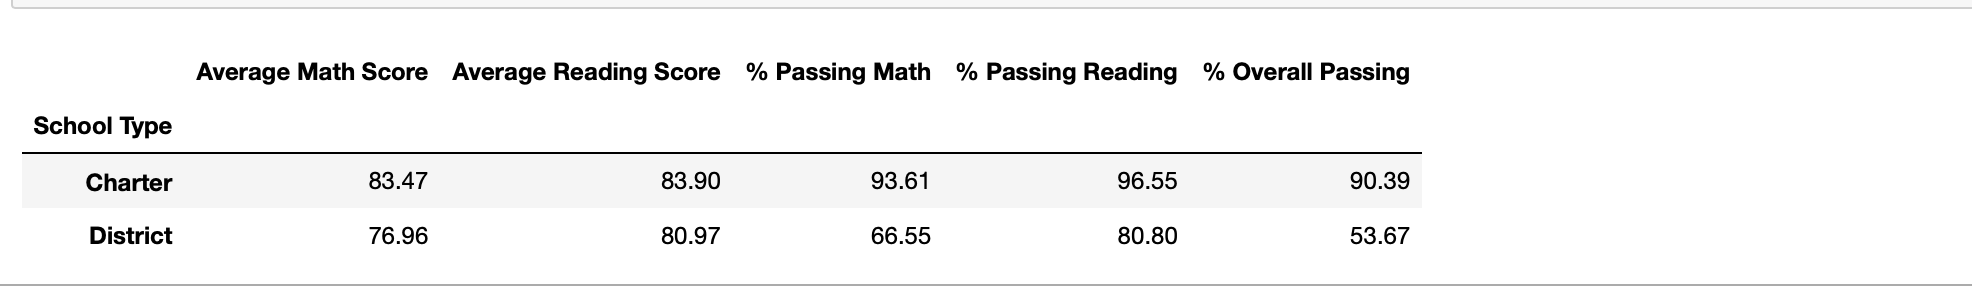 Average Math Score Average Reading Score % Passing Math % Passing Reading % Overall Passing
School Type
Charter 83.47 83.90 93.61 96.55 90.39
District 76.96 80.97 66.55 80.80 53.67